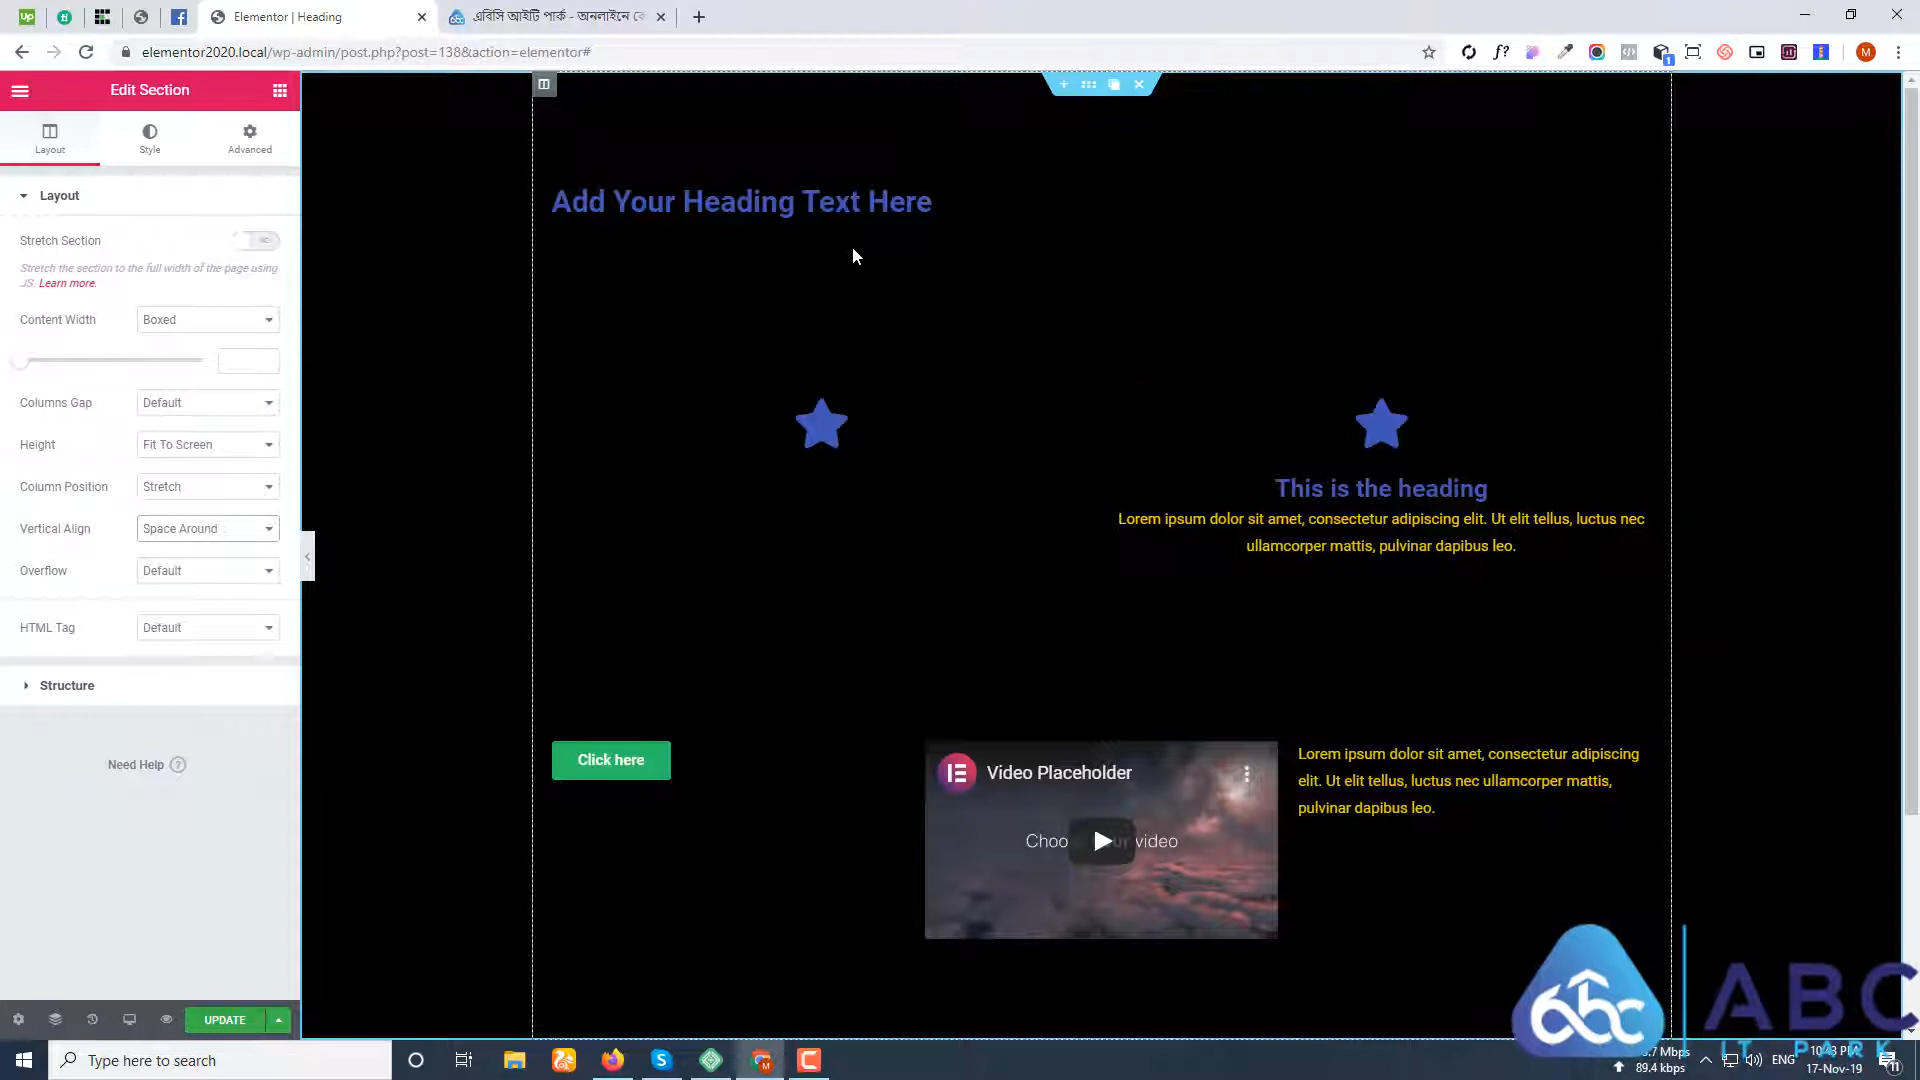 Elementor | Heading
এবিসি আইটি পার্ক - অনলাইনে
elementor2020.local/wp-admin/post.php?post=138&action=elementor#
Edit Section
Layout
Style
Advanced
Layout
Stretch Section
Stretch the section to the full width of the page using
JS. Learn more.
Content Width
Boxed
Columns Gap
Default
Height
Fit To Screen
Column Position
Stretch
Vertical Align
Space Around
Overflow
Default
HTML Tag
Default
Structure
Need Help
UPDATE
Add Your Heading Text Here
This is the heading
Lorem ipsum dolor sit amet, consectetur adipiscing elit. Ut elit tellus, luctus nec
ullamcorper mattis, pulvinar dapibus leo.
Click here
Video Placeholder
video
Lorem ipsum dolor sit amet, consectetur adipiscing
elit. Ut elit tellus, luctus nec ullamcorper mattis,
pulvinar dapibus leo.
abc
ABC
IT PARK
Type here to search
Mbps
89.4 kbps
ENG
17-Nov-19